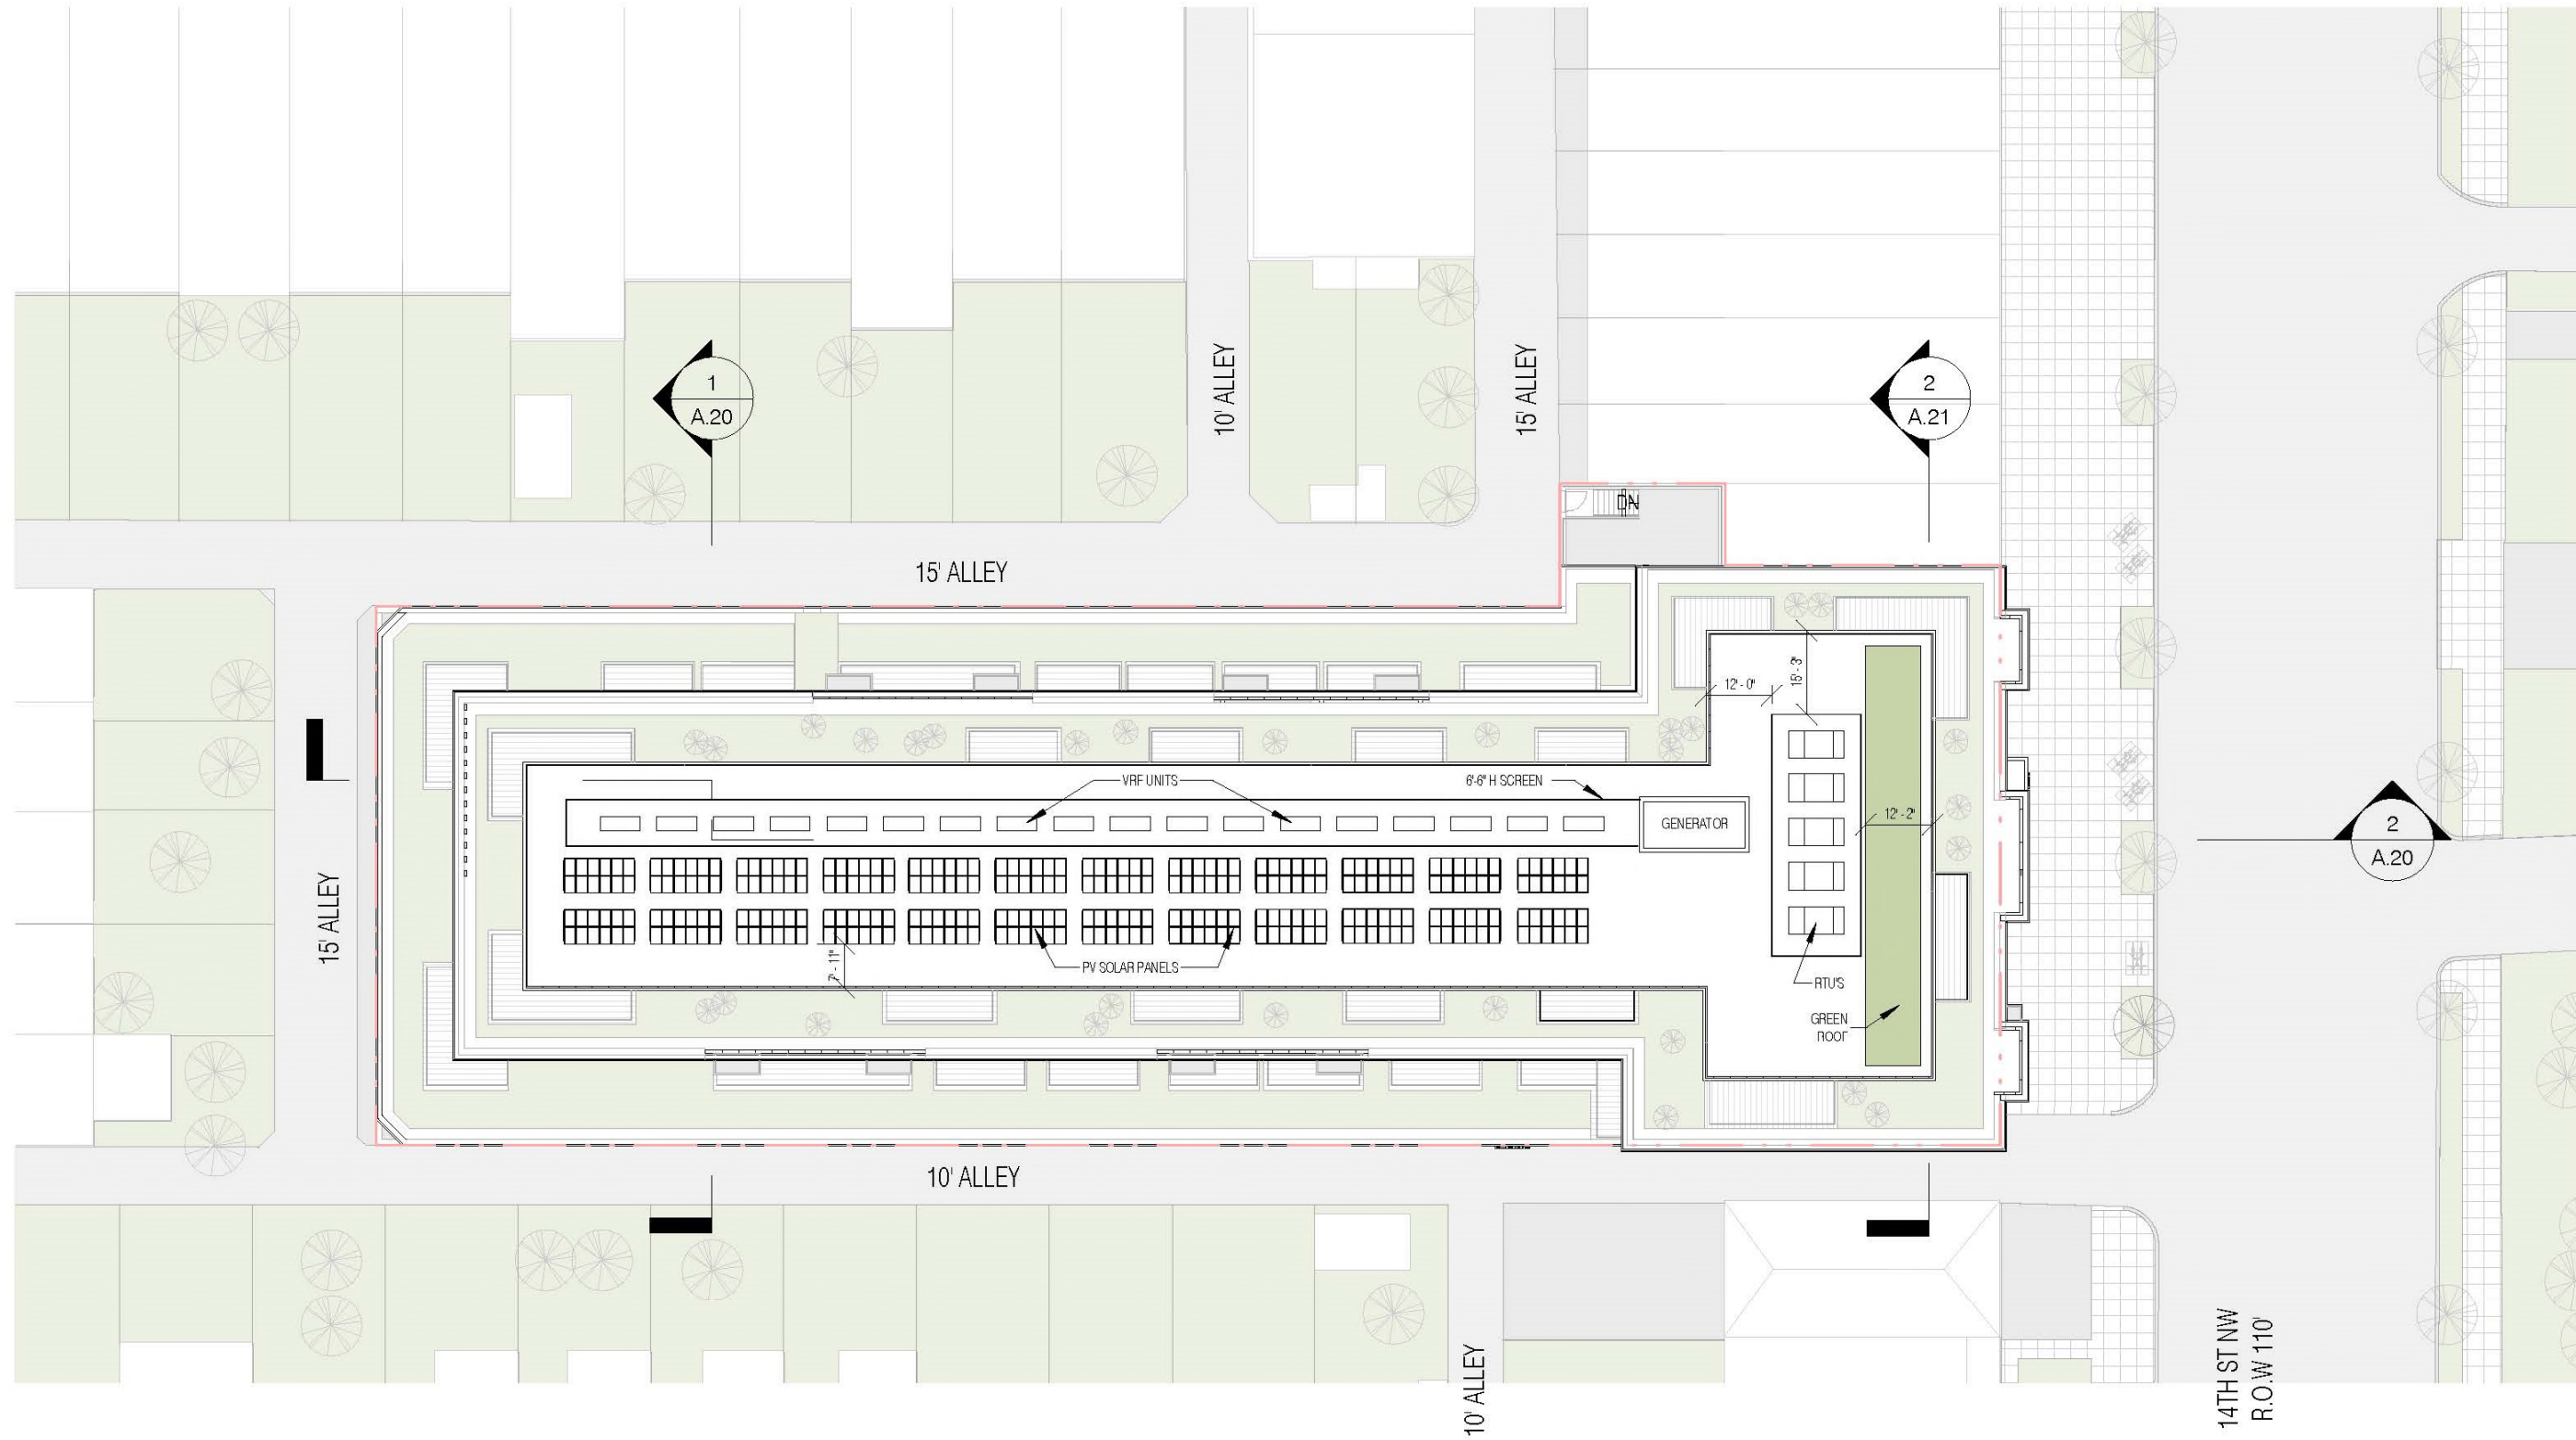 1
A.20
10' ALLEY
15' ALLEY
2
A.21
DN
15' ALLEY
15' - 3"
12' - 0"
VRF UNITS
6'-6" H SCREEN
GENERATOR
12' - 2"
2
A.20
15' ALLEY
7' - 11"
PV SOLAR PANELS
RTU'S
GREEN
ROOF
10' ALLEY
10' ALLEY
14TH ST NW
R.O.W 110'